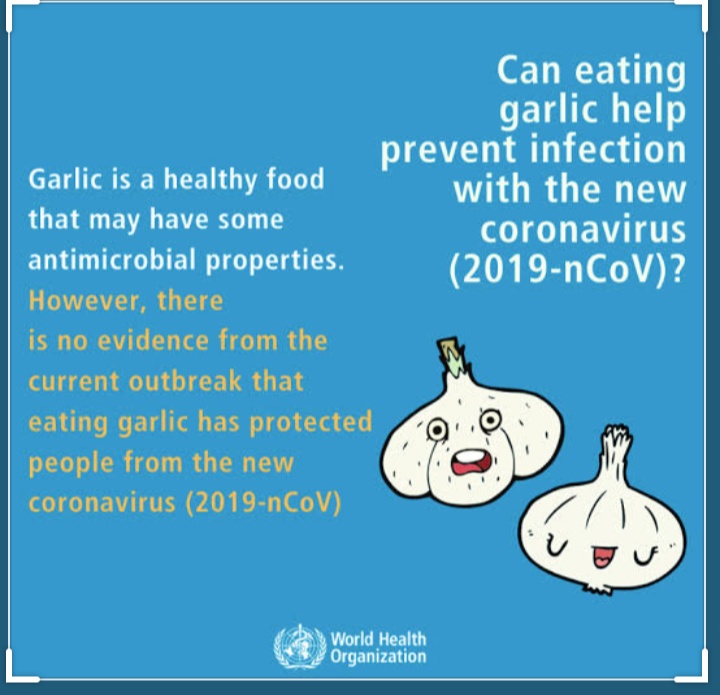 Can eating
garlic help
prevent infection
with the new
coronavirus
(2019-nCoV)?
Garlic is a healthy food
that may have some
antimicrobial properties.
However, there
is no evidence from the
current outbreak that
eating garlic has protected
people from the new
coronavirus (2019-nCoV)
World Health
Organization